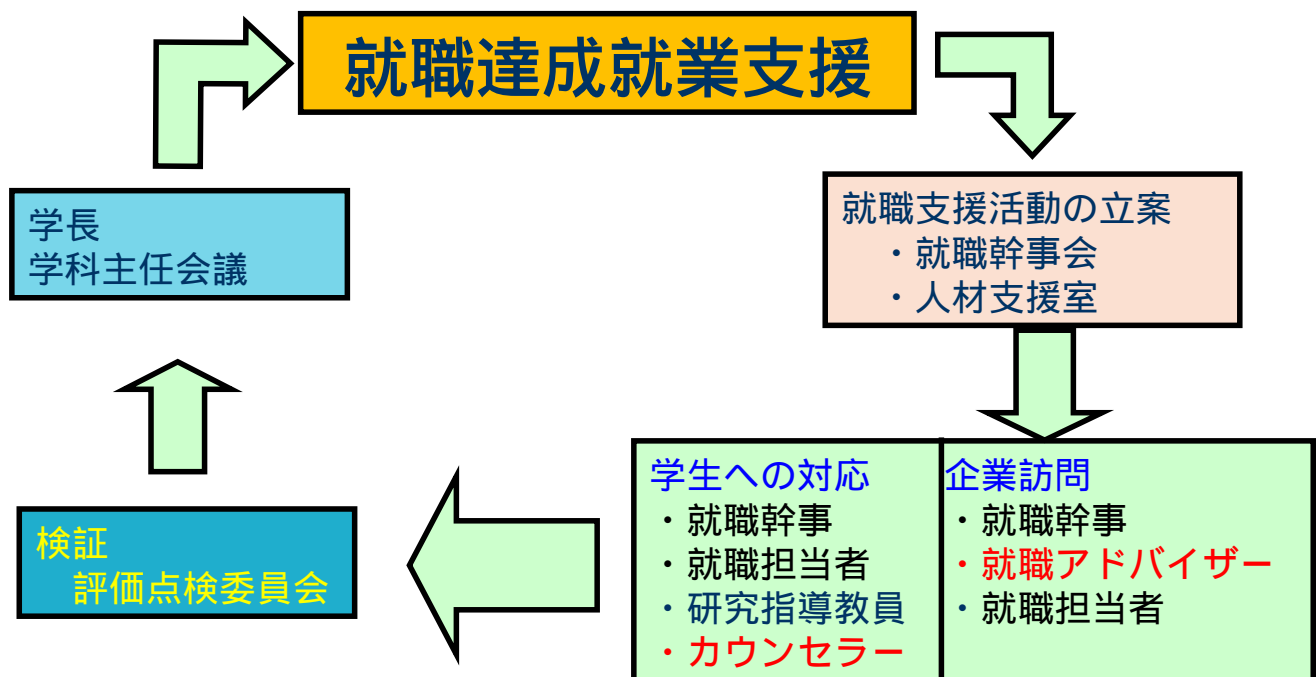 就職達成就業支援
学長
学科主任会議
就職支援活動の立案
・就職幹事会
・人材支援室
学生への対応
・就職幹事
・就職担当者
・研究指導教員
・カウンセラー
企業訪問
・就職幹事
・就職アドバイザー
・就職担当者
検証
評価点検委員会